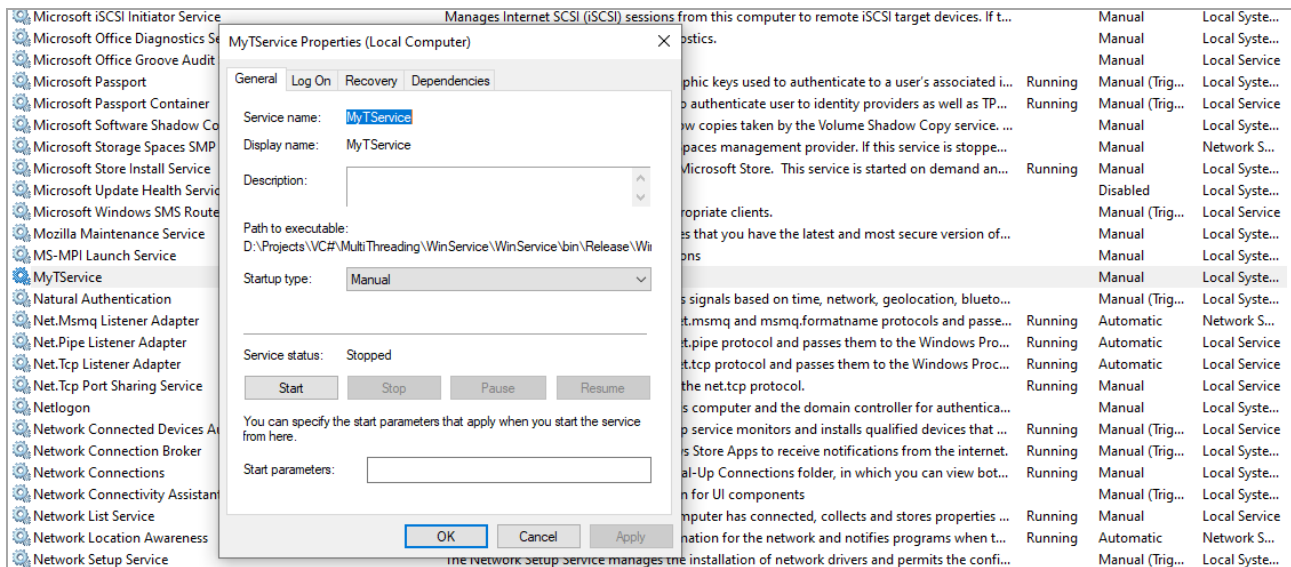 Microsoft iSCSI Initiator Service Manages Internet SCSI (iSCSI) sessions from this computer to remote iSCSI target devices. If t... Manual Local Syste...
Microsoft Office Diagnostics Se ostics. Manual Local Syste...
Microsoft Office Groove Audit Manual Local Service
Microsoft Passport phic keys used to authenticate to a user's associated i... Running Manual (Trig... Local Syste...
Microsoft Passport Container o authenticate user to identity providers as well as TP... Running Manual (Trig... Local Service
Microsoft Software Shadow Co ow copies taken by the Volume Shadow Copy service. ... Manual Local Syste...
Microsoft Storage Spaces SMP paces management provider. If this service is stoppe... Manual Network S...
Microsoft Store Install Service Microsoft Store. This service is started on demand an... Running Manual Local Syste...
Microsoft Update Health Servic Disabled Local Syste...
Microsoft Windows SMS Route ropriate clients. Manual (Trig... Local Service
Mozilla Maintenance Service es that you have the latest and most secure version of... Manual Local Syste...
MS-MPI Launch Service ons Manual Local Syste...
MyTService Manual Local Syste...
Natural Authentication s signals based on time, network, geolocation, blueto... Manual (Trig... Local Syste...
Net.Msmq Listener Adapter et.msmq and msmq.formatname protocols and passe... Running Automatic Network S...
Net.Pipe Listener Adapter et.pipe protocol and passes them to the Windows Pro... Running Automatic Local Service
Net.Tcp Listener Adapter et.tcp protocol and passes them to the Windows Proc... Running Automatic Local Service
Net.Tcp Port Sharing Service the net.tcp protocol. Running Manual Local Service
Netlogon s computer and the domain controller for authentica... Manual Local Syste...
Network Connected Devices Au p service monitors and installs qualified devices that ... Running Manual (Trig... Local Service
Network Connection Broker s Store Apps to receive notifications from the internet. Running Manual (Trig... Local Syste...
Network Connections al-Up Connections folder, in which you can view bot... Running Manual Local Syste...
Network Connectivity Assistant n for UI components Manual (Trig... Local Syste...
Network List Service mputer has connected, collects and stores properties ... Running Manual Local Service
Network Location Awareness mation for the network and notifies programs when t... Running Automatic Network S...
Network Setup Service The Network Setup Service manages the installation of network drivers and permits the confi... Manual (Trig... Local Syste...
MyTService Properties (Local Computer)
General Log On Recovery Dependencies
Service name: MyTService
Display name: MyTService
Description:
Path to executable:
D:\Projects\VC#\MultiThreading\WinService\WinService\bin\Release\Wi
Startup type: Manual
Service status: Stopped
Start Stop Pause Resume
You can specify the start parameters that apply when you start the service
from here.
Start parameters:
OK Cancel Apply